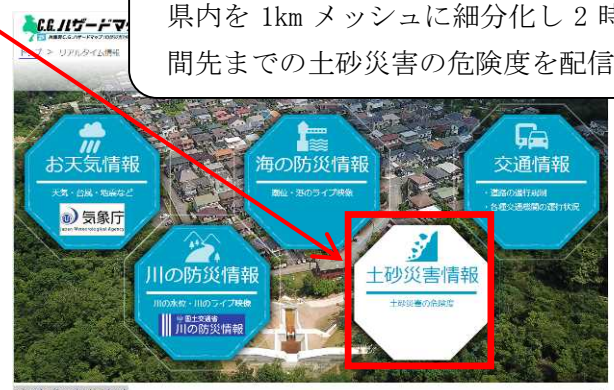 県内を 1km メッシュに細分化し 2 時
間先までの土砂災害の危険度を配信
C.G.ハザードマ
トップ > リアルタイム情報
お天気情報
天気・台風・地震など
気象庁
Japan Meteorological Agency
海の防災情報
潮位・港のライブ映像
交通情報
・道路の通行規制
・各種交通機関の運行状況
川の防災情報
川の水位・川のライブ映像
国土交通省
川の防災情報
土砂災害情報
土砂災害の危険度